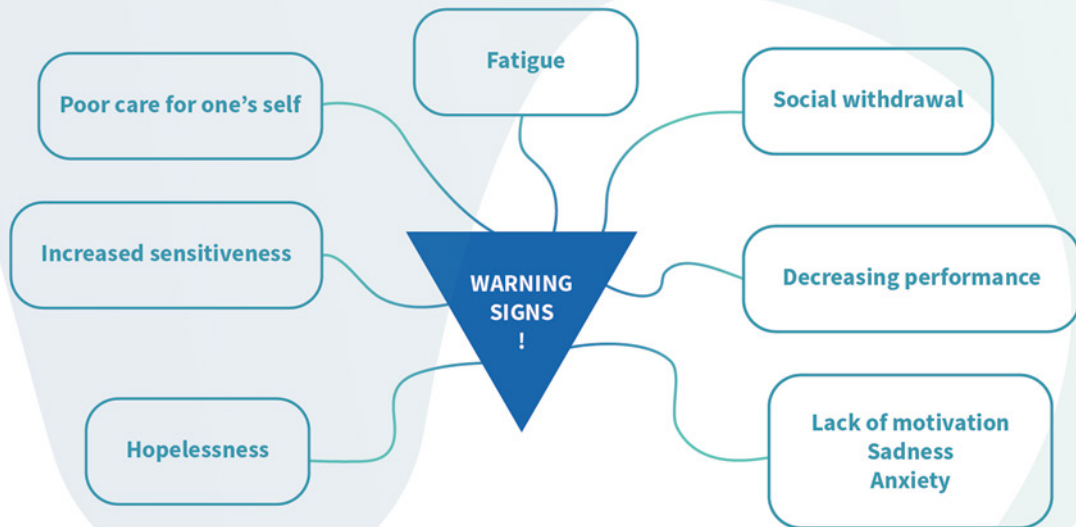 Fatigue
Poor care for one's self
Social withdrawal
Increased sensitiveness
WARNING
SIGNS
!
Decreasing performance
Hopelessness
Lack of motivation
Sadness
Anxiety